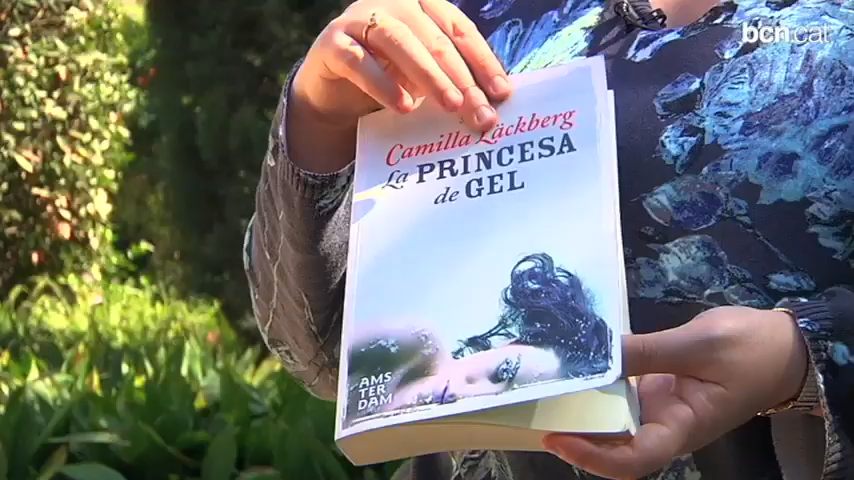 bcn.cat
Camilla Läckberg
La PRINCESA
de GEL
AMS
TER
DAM